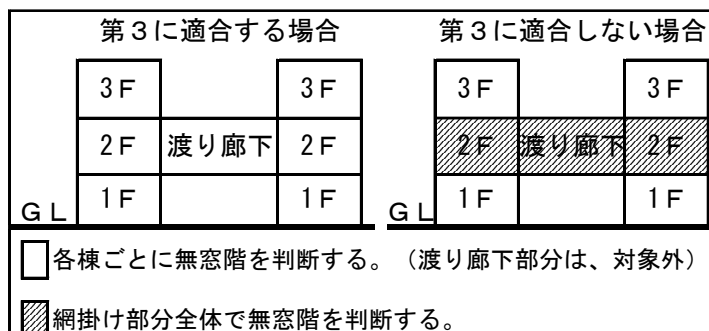 第3に適合する場合 第3に適合しない場合
3F 3F 3F 3F
2F 渡り廊下 2F 2F 渡り廊下 2F
GL 1F 1F GL 1F 1F
各棟ごとに無窓階を判断する。（渡り廊下部分は、対象外）
網掛け部分全体で無窓階を判断する。